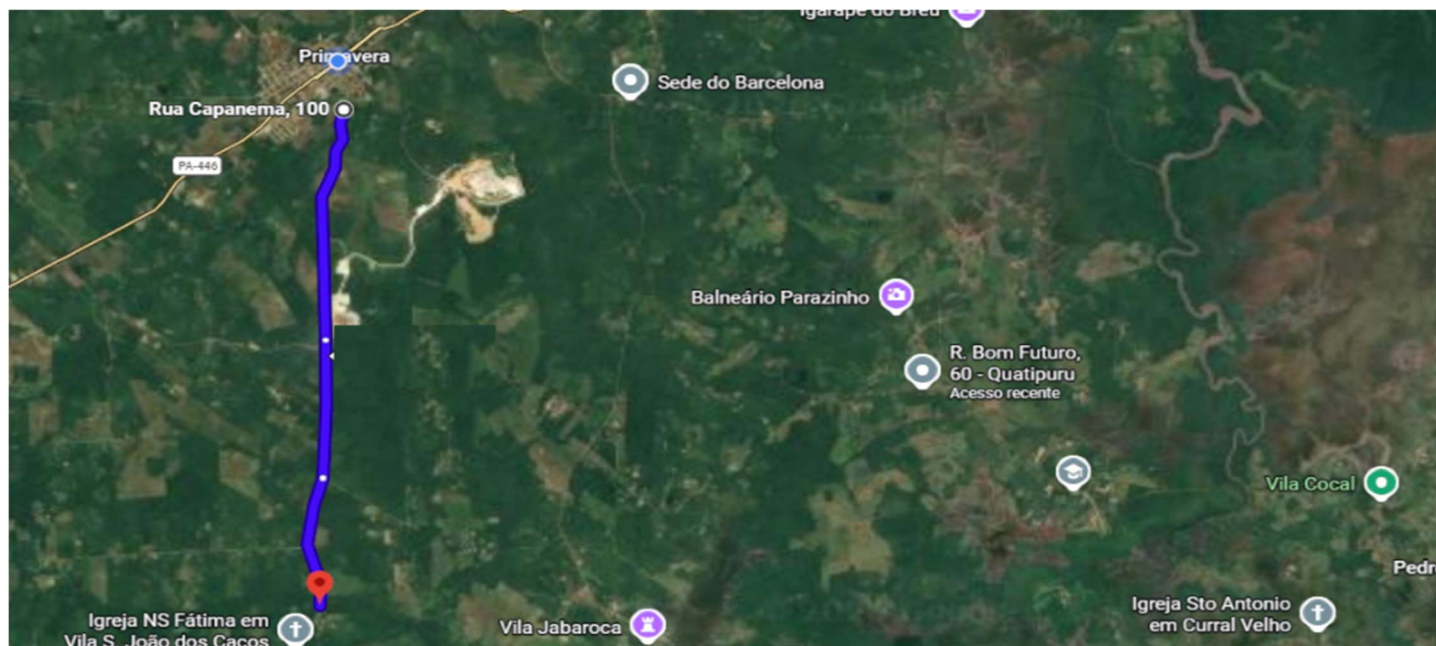 Igarapé do Breu
Primavera
Sede do Barcelona
Rua Capanema, 100
PA-446
Balneário Parazinho
R. Bom Futuro,
60 - Quatipuru
Acesso recente
Vila Cocal
Pedr
Igreja Sto Antonio
em Curral Velho
Igreja NS Fátima em
Vila S. João dos Cacos
Vila Jabaroca